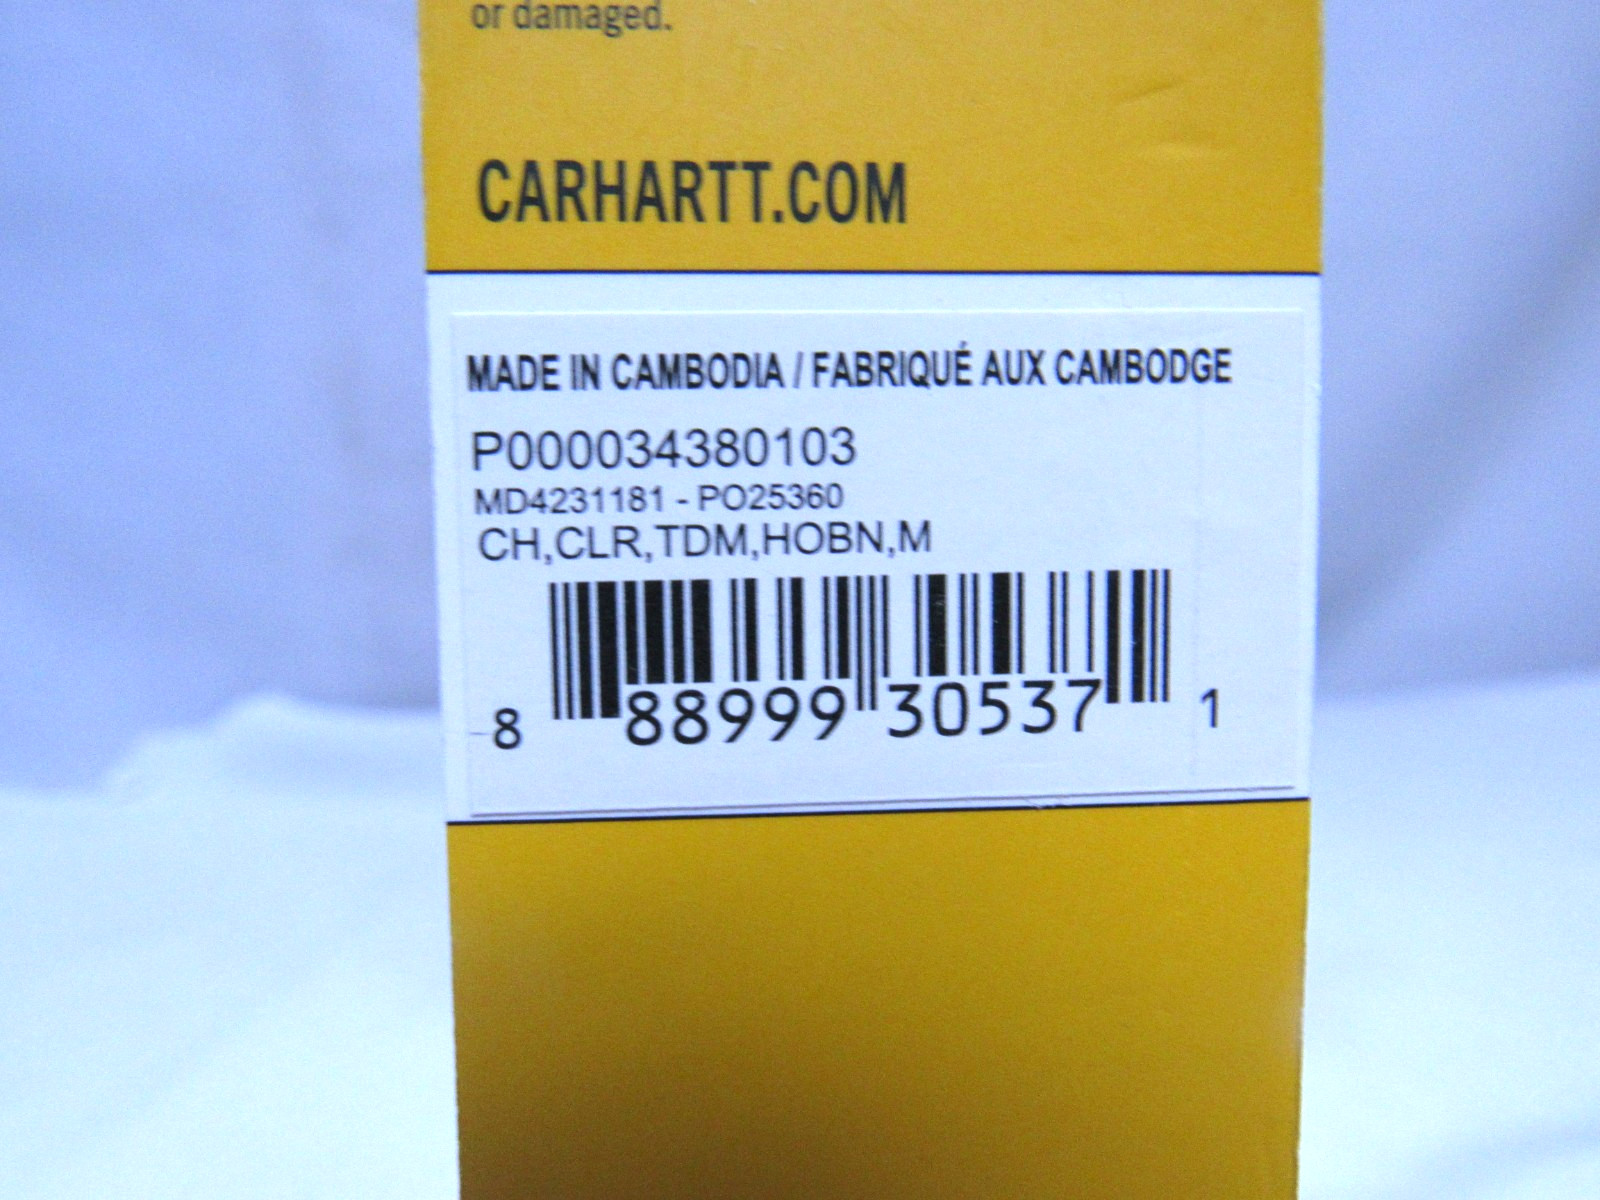 or damaged.
CARHARTT.COM
MADE IN CAMBODIA / FABRIQUÉ AUX CAMBODGE
P000034380103
MD4231181 - PO25360
CH,CLR,TDM,HOBN,M
8 88999 30537 1